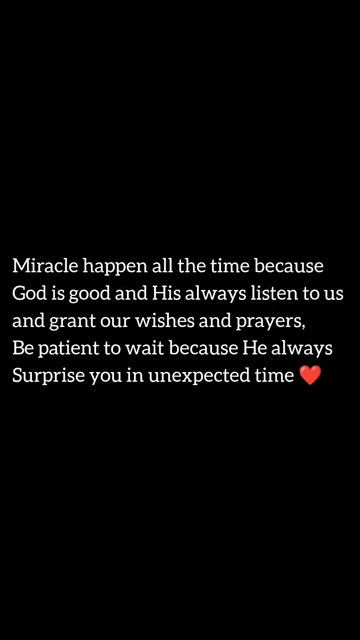 Miracle happen all the time because
God is good and His always listen to us
and grant our wishes and prayers,
Be patient to wait because He always
Surprise you in unexpected time ❤️